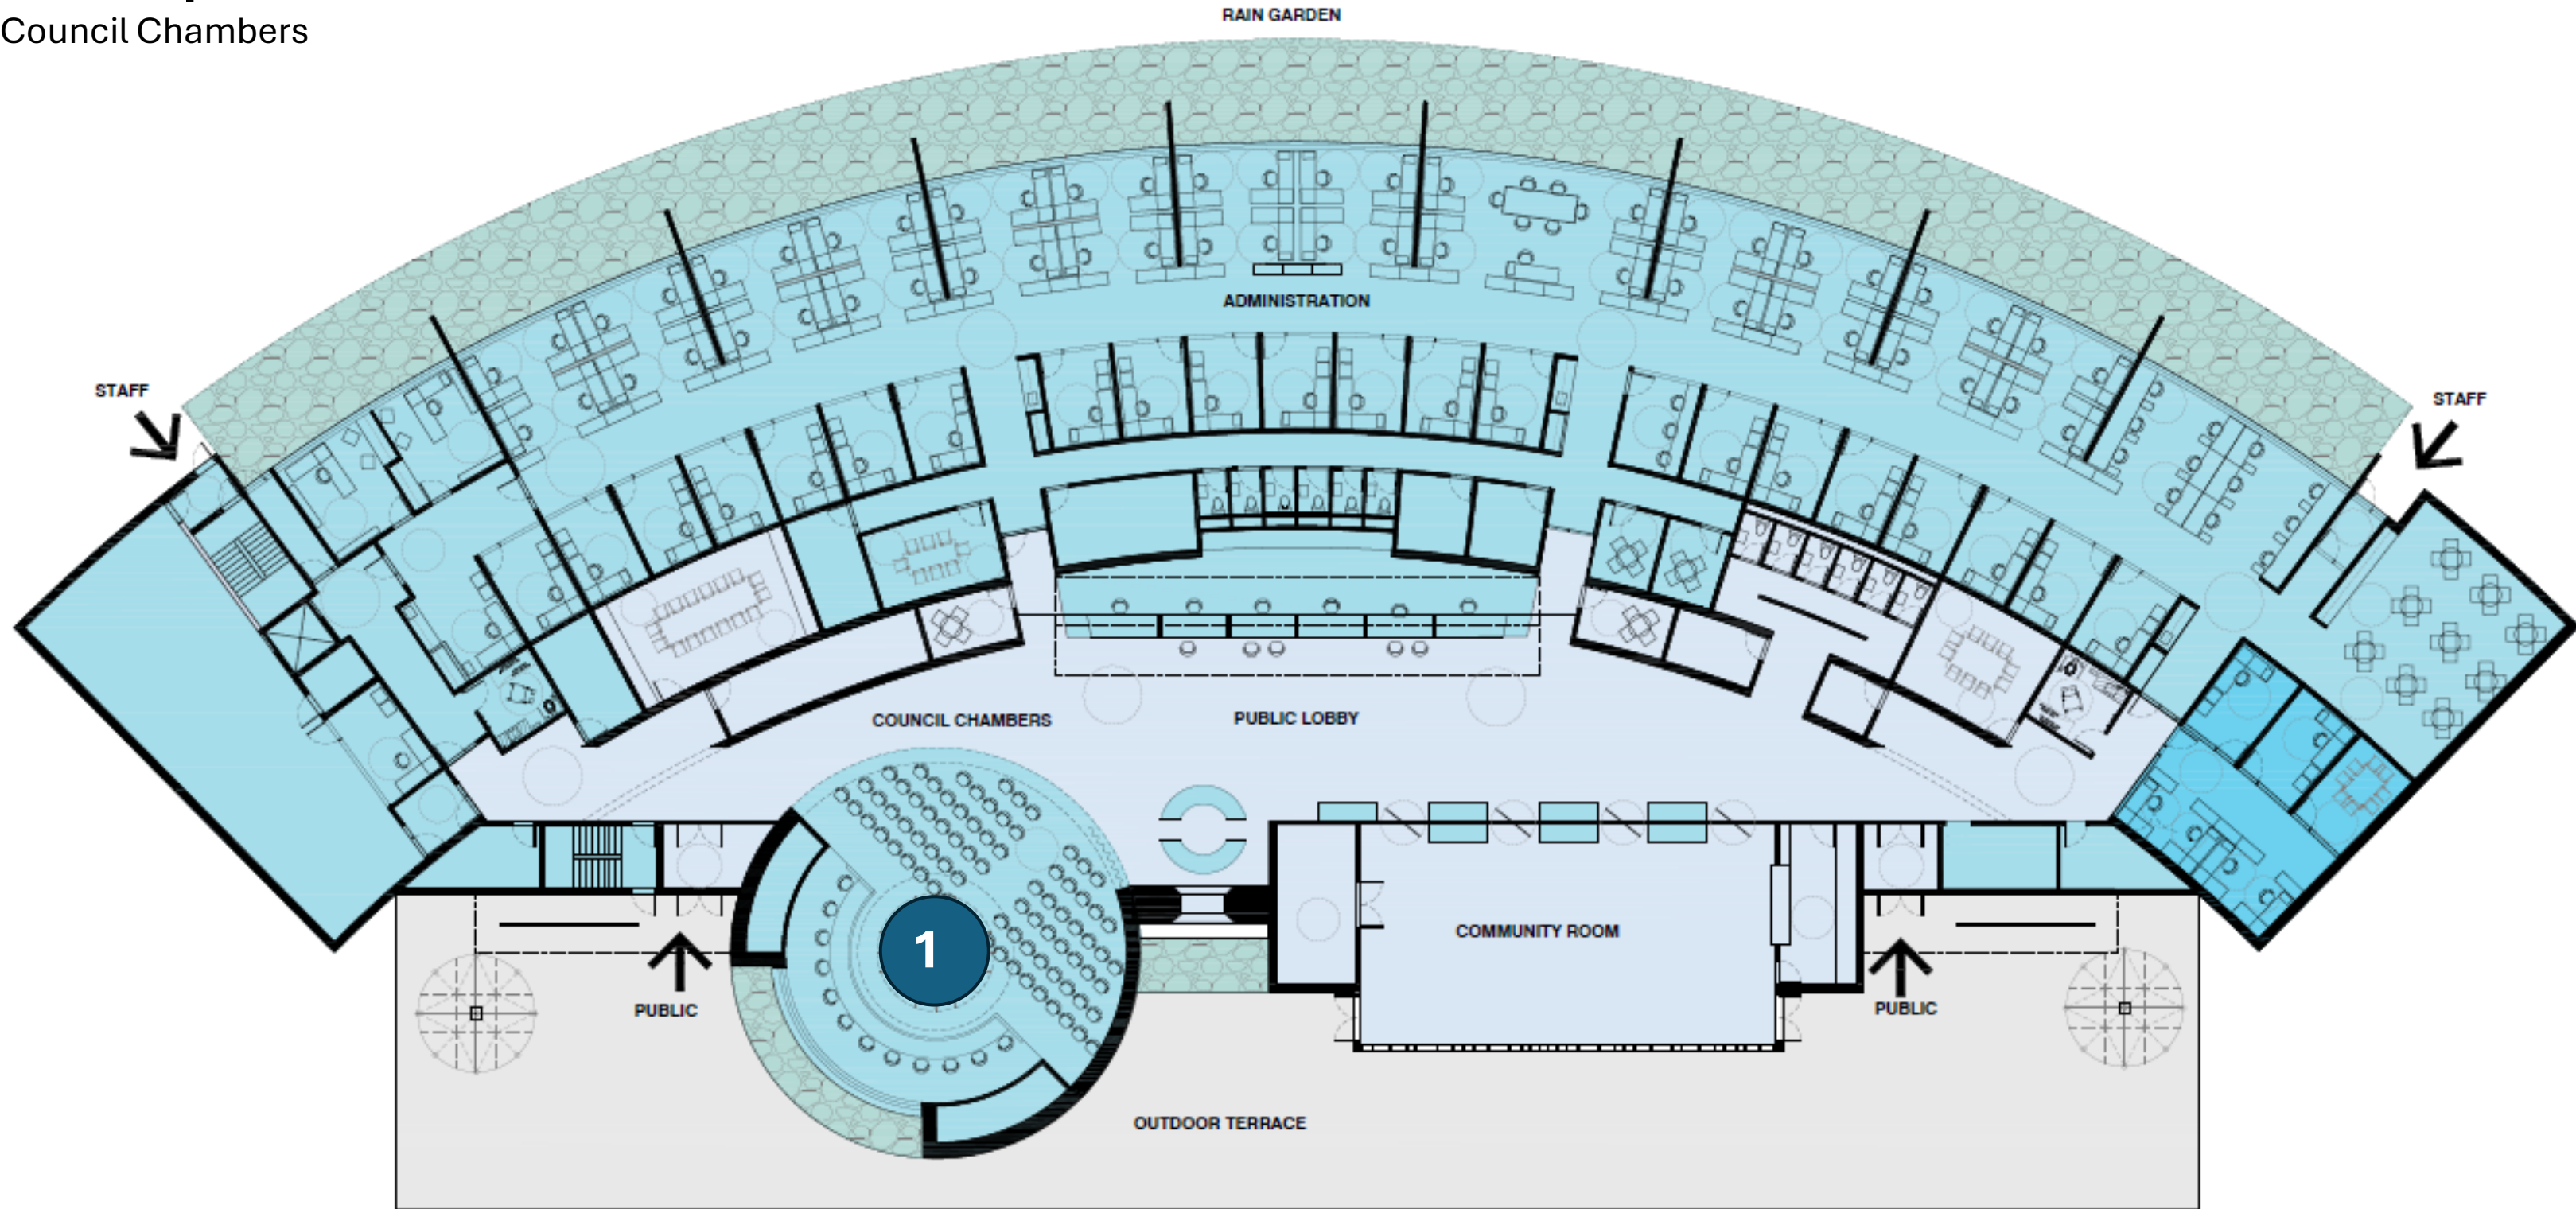 Council Chambers
RAIN GARDEN
ADMINISTRATION
STAFF
STAFF
COUNCIL CHAMBERS
PUBLIC LOBBY
COMMUNITY ROOM
1
PUBLIC
PUBLIC
OUTDOOR TERRACE